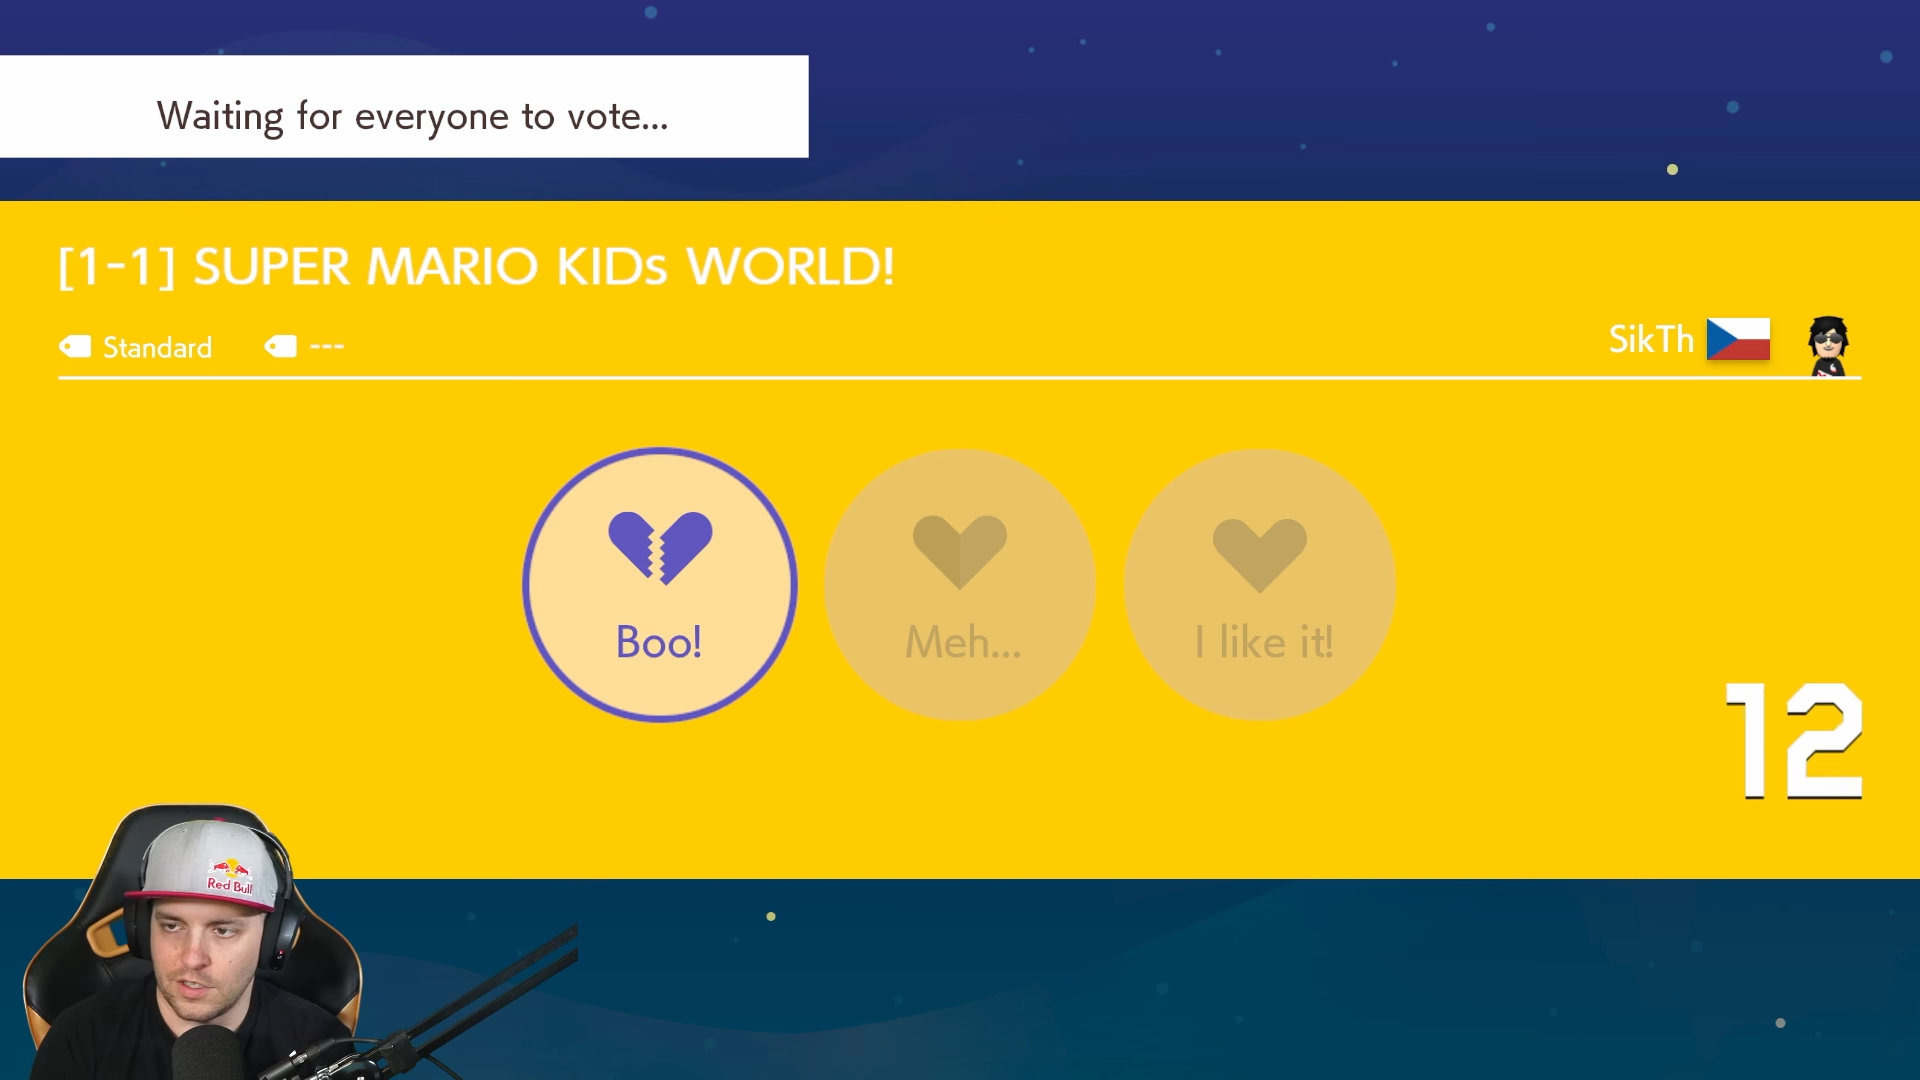 Waiting for everyone to vote...
[1-1] SUPER MARIO KIDs WORLD!
Standard
---
SikTh
Boo!
Meh...
I like it!
12
Red Bull